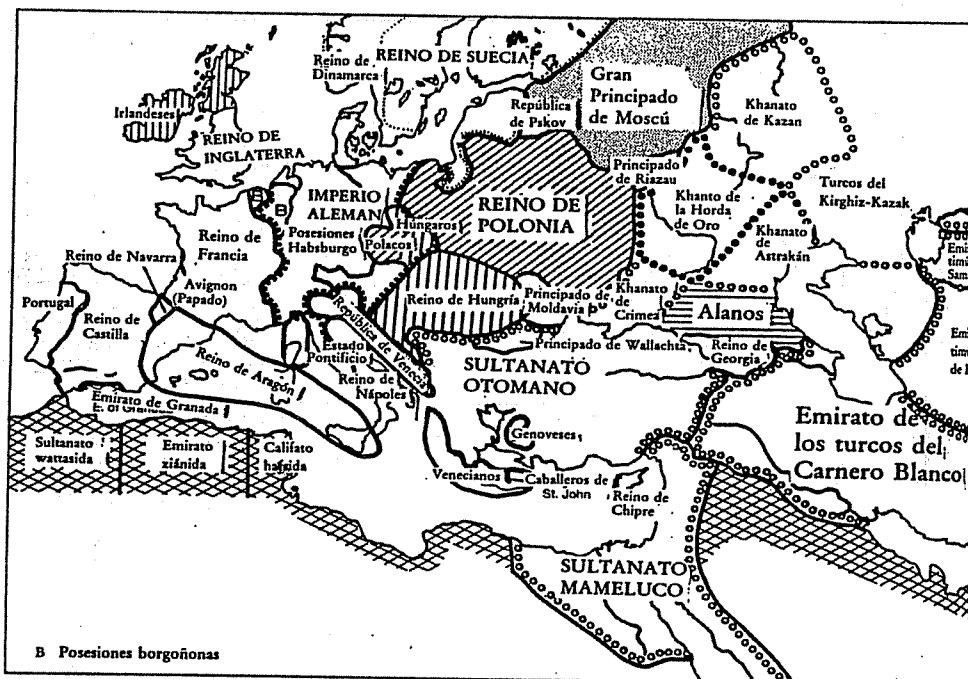 Reino de
Dinamarca
REINO DE SUECIA
Gran
Principado
de Moscú
Khanato
de Kazan
Irlandeses
REINO DE
INGLATERRA
República
de Pskov
Principado
de Riazau
Turcos del
Kirghiz-Kazak
B
B
IMPERIO
ALEMAN
Posesiones
Habsburgo
Húngaros
Polacos
REINO DE
POLONIA
Khanto de
la Horda
de Oro
Khanato
de
Astrakán
Reino de
Francia
Reino de Navarra
Avignon
(Papado)
Portugal
Reino de
Castilla
República de Venecia
Reino de Hungría
Principado de
Moldavia
Khanato
de
Crimea
Alanos
Estado
Pontificio
Principado de Wallachta
Reino de
Georgia
Reino de Aragón
Reino de
Nápoles
SULTANATO
OTOMANO
Emirato de Granada
Emirato de
los turcos del
Carnero Blanco
Sultanato
wattasida
Emirato
ziánida
Califato
hafsida
Genoveses
Venecianos
Caballeros de
St. John
Reino de
Chipre
SULTANATO
MAMELUCO
B Posesiones borgoñonas